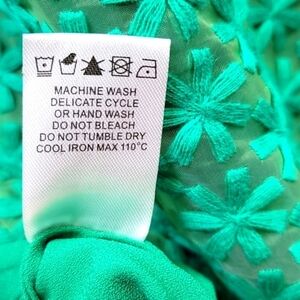 MACHINE WASH
DELICATE CYCLE
OR HAND WASH
DO NOT BLEACH
DO NOT TUMBLE DRY
COOL IRON MAX 110°C